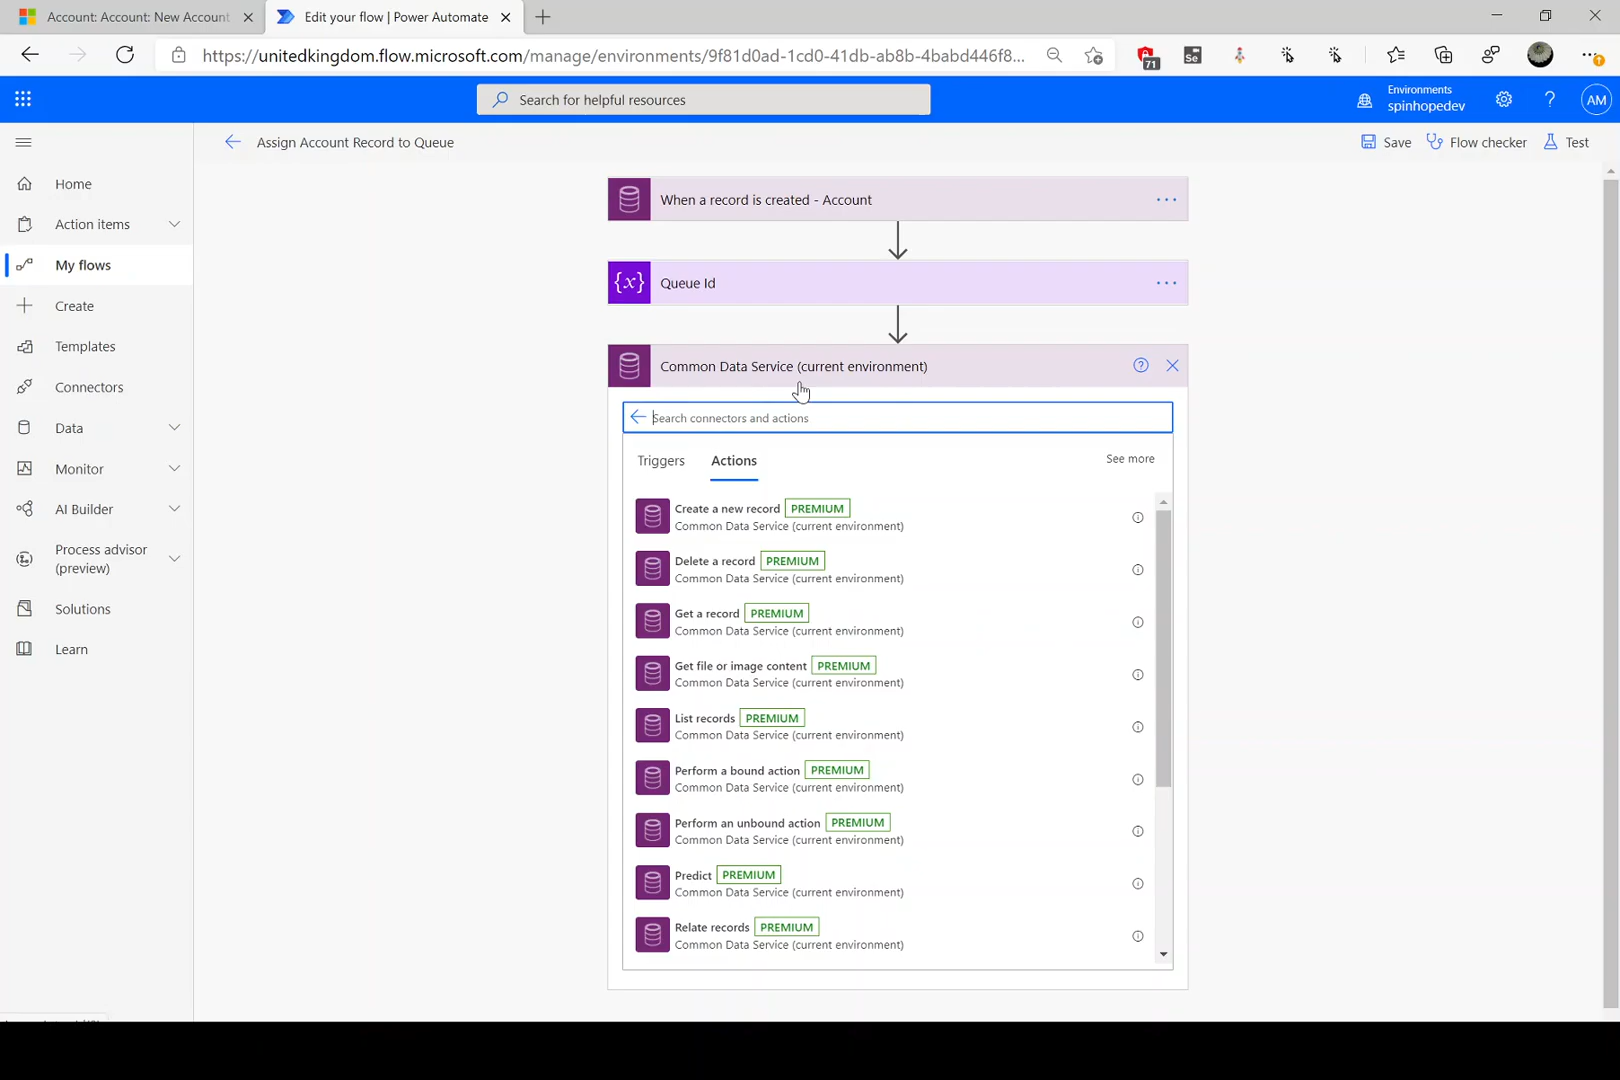 Account: Account: New Account
Edit your flow | Power Automate
https://unitedkingdom.flow.microsoft.com/manage/environments/9f81d0ad-1cd0-41db-ab8b-4babd446f8...
71
Se
Search for helpful resources
Environments
spinhopedev
AM
Assign Account Record to Queue
Save
Flow checker
Test
Home
Action items
My flows
Create
Templates
Connectors
Data
Monitor
AI Builder
Process advisor
(preview)
Solutions
Learn
When a record is created - Account
{x}
Queue Id
Common Data Service (current environment)
Search connectors and actions
Triggers
Actions
See more
Create a new record PREMIUM
Common Data Service (current environment)
Delete a record PREMIUM
Common Data Service (current environment)
Get a record PREMIUM
Common Data Service (current environment)
Get file or image content PREMIUM
Common Data Service (current environment)
List records PREMIUM
Common Data Service (current environment)
Perform a bound action PREMIUM
Common Data Service (current environment)
Perform an unbound action PREMIUM
Common Data Service (current environment)
Predict PREMIUM
Common Data Service (current environment)
Relate records PREMIUM
Common Data Service (current environment)